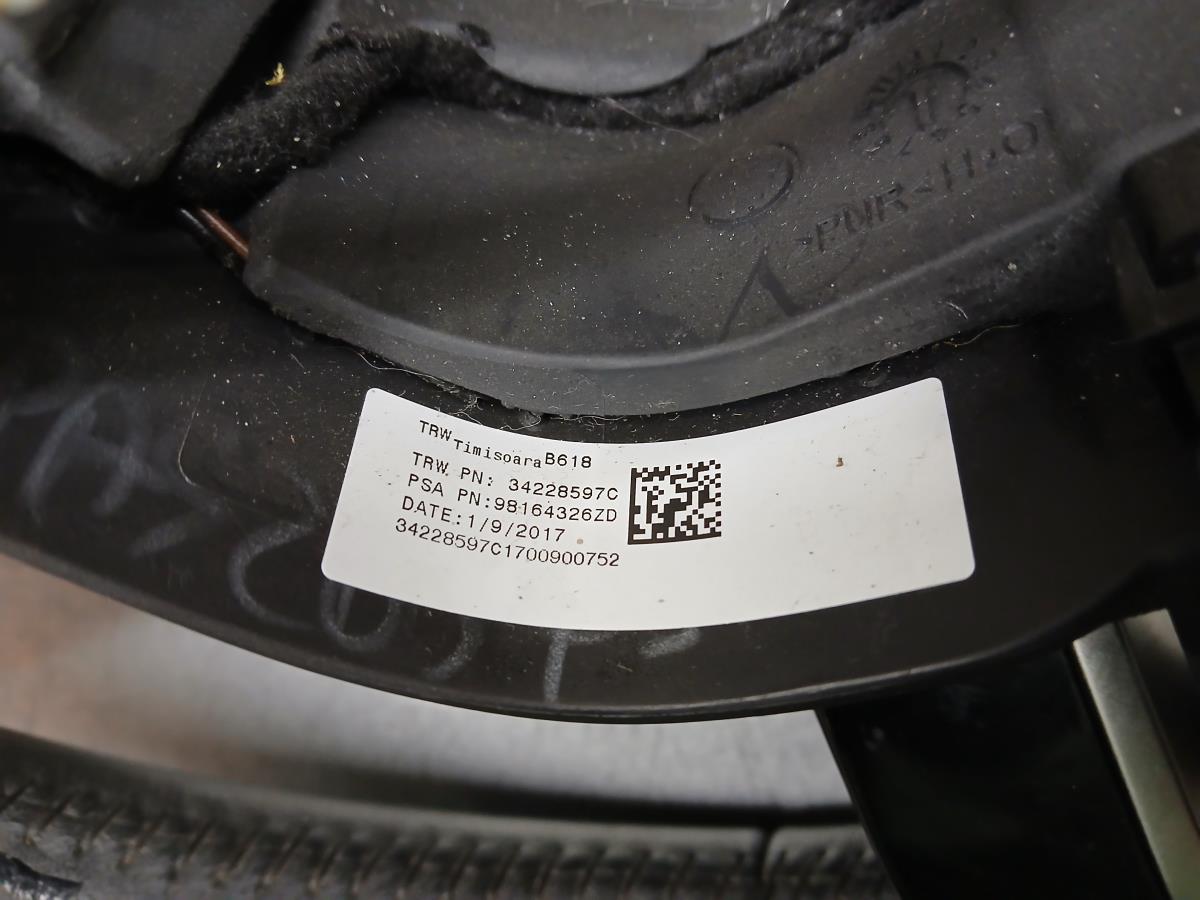 TRW Timisoara B618
TRW PN: 34228597C
PSA PN:98164326ZD
DATE:1/9/2017
34228597C1700900752